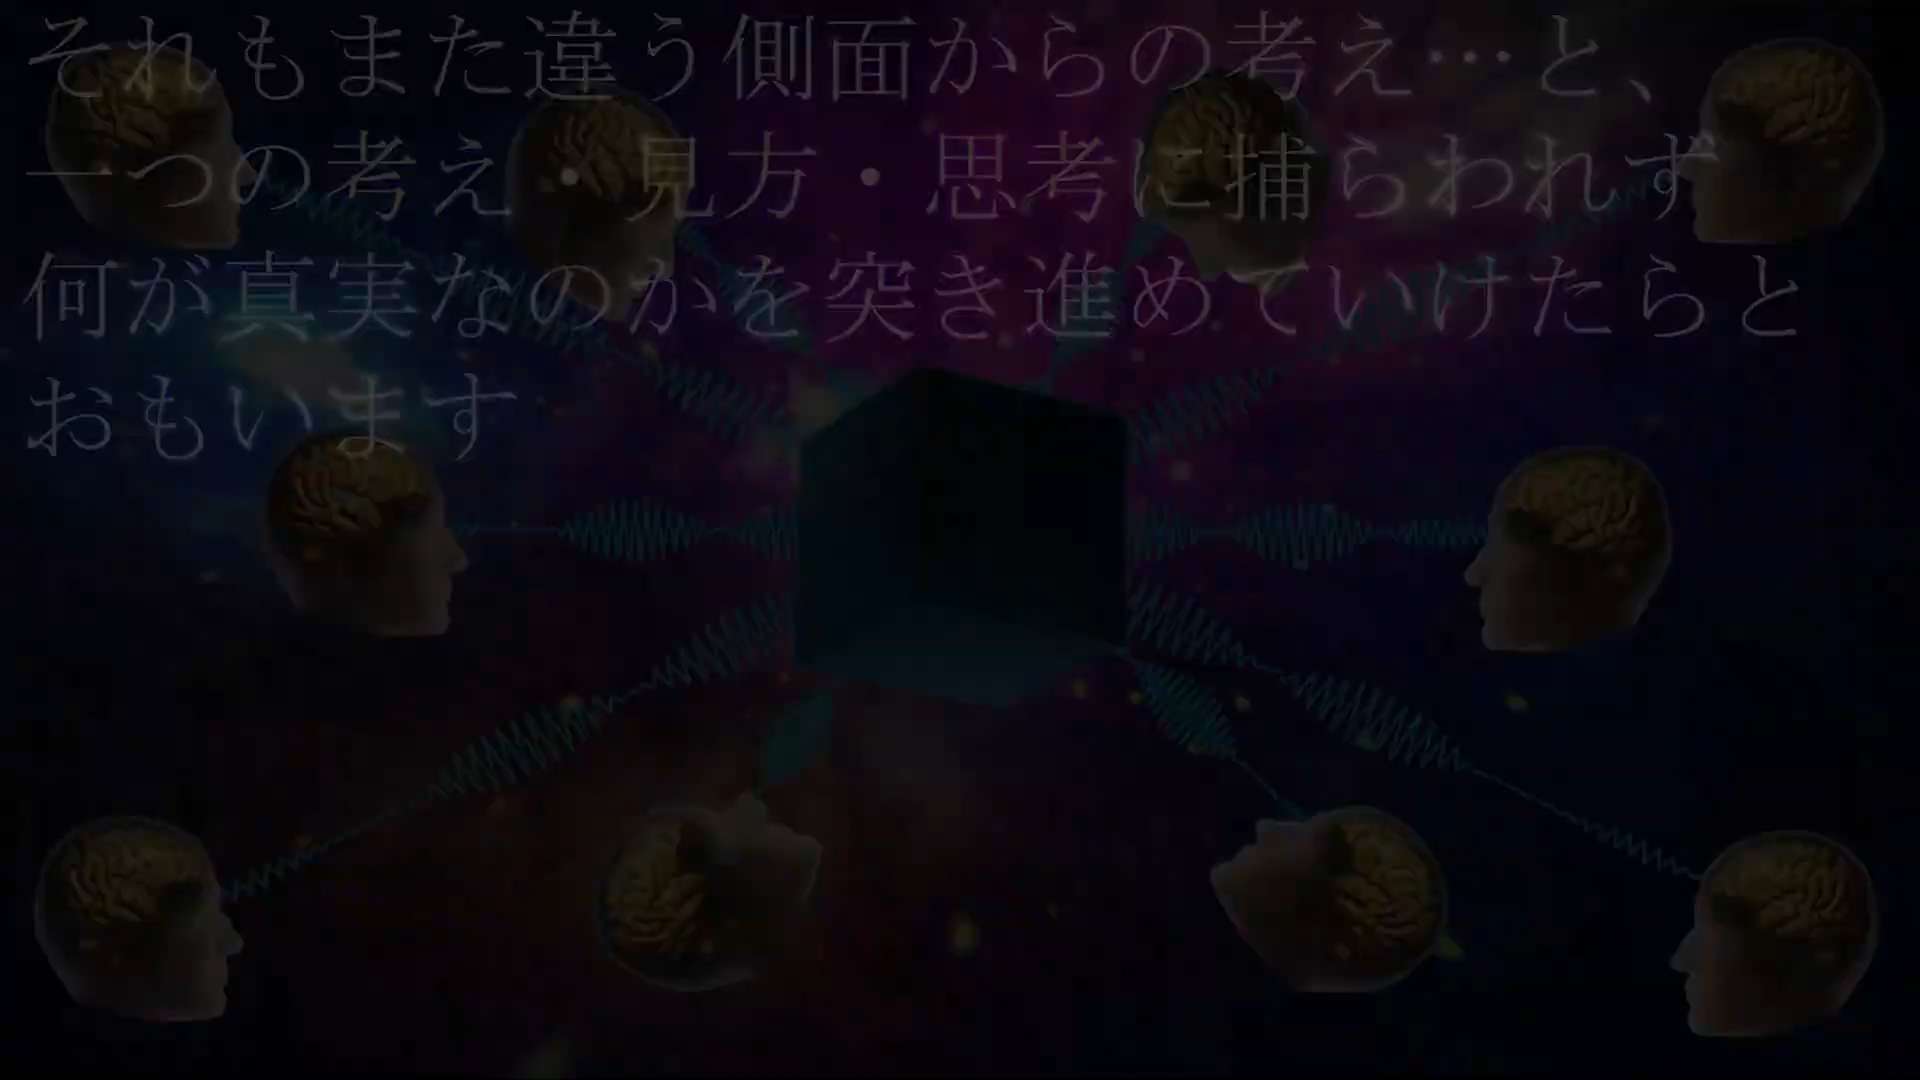 それもまた違う側面からの考え…と、
一つの考え・見方・思考に捕らわれず
何が真実なのかを突き進めていけたらと
おもいます